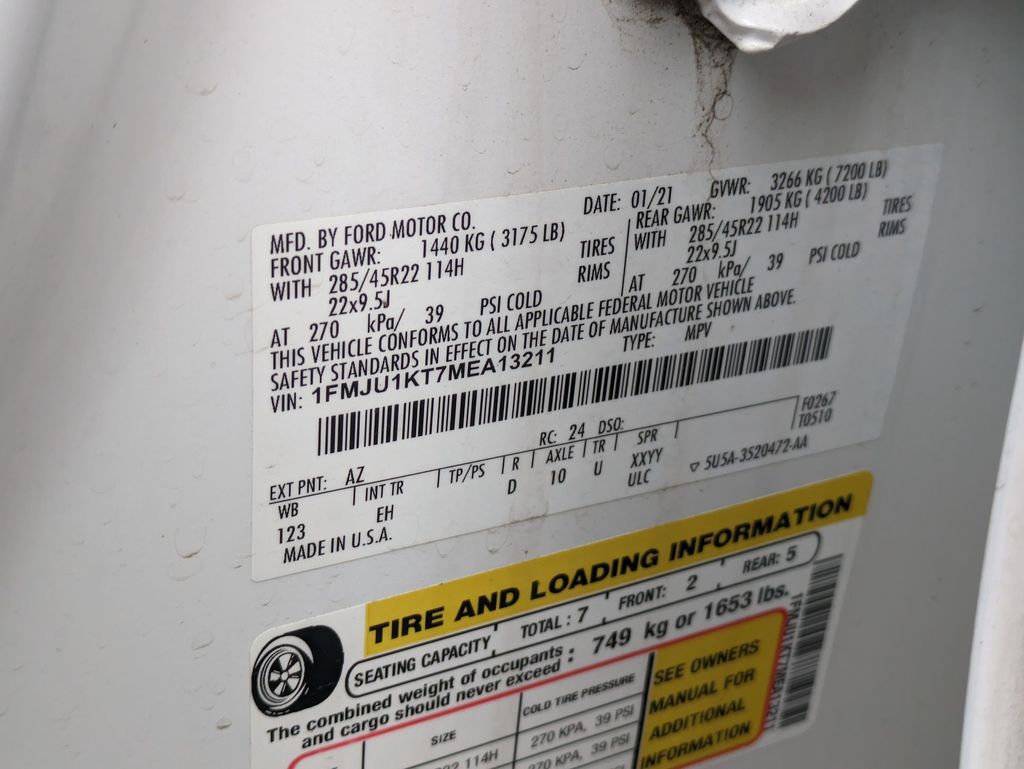 MFD. BY FORD MOTOR CO.
DATE: 01/21 GVWR: 3266 KG ( 7200 LB)
FRONT GAWR: 1440 KG ( 3175 LB)
WITH 285/45R22 114H TIRES
22x9.5J RIMS
AT 270 kPa/ 39 PSI COLD
REAR GAWR: 1905 KG ( 4200 LB)
WITH 285/45R22 114H TIRES
22x9.5J RIMS
AT 270 kPa/ 39 PSI COLD
THIS VEHICLE CONFORMS TO ALL APPLICABLE FEDERAL MOTOR VEHICLE
SAFETY STANDARDS IN EFFECT ON THE DATE OF MANUFACTURE SHOWN ABOVE.
VIN: 1FMJU1KT7MEA13211 TYPE: MPV
F0267
T0510
EXT PNT: AZ RC: 24 DSO:
WB INT TR TP/PS R AXLE TR SPR
123 EH D 10 U XXYY
ULC
MADE IN U.S.A. ▽ 5U5A-3520472-AA
TIRE AND LOADING INFORMATION
SEATING CAPACITY TOTAL : 7 FRONT: 2 REAR: 5
The combined weight of occupants : 749 kg or 1653 lbs.
and cargo should never exceed
SIZE COLD TIRE PRESSURE
R22 114H 270 KPA, 39 PSI
270 KPA, 39 PSI
SEE OWNERS
MANUAL FOR
ADDITIONAL
INFORMATION
1FMJU1KT7MEA13211